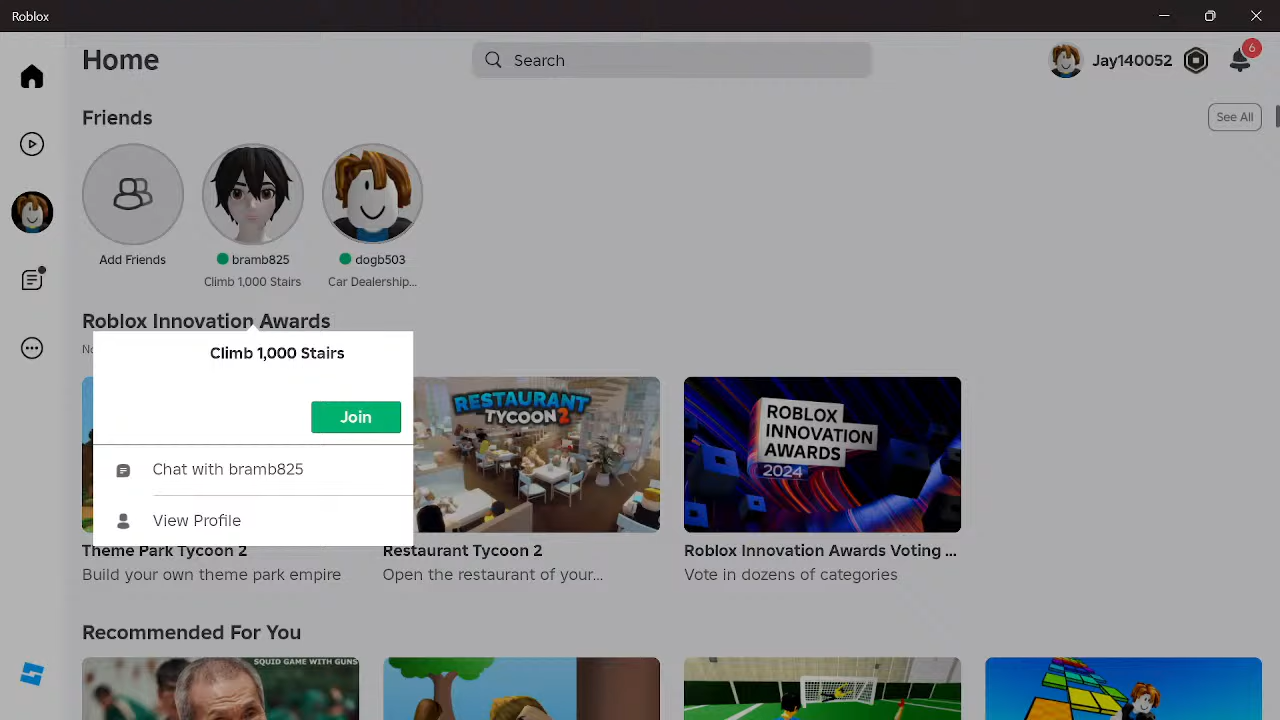 Roblox
Home
Search
Jay140052
6
Friends
See All
Add Friends
bramb825
Climb 1,000 Stairs
dogb503
Car Dealership...
Roblox Innovation Awards
Climb 1,000 Stairs
Join
Chat with bramb825
View Profile
RESTAURANT
TYCOON 2
ROBLOX
INNOVATION
AWARDS
2024
Theme Park Tycoon 2
Build your own theme park empire
Restaurant Tycoon 2
Open the restaurant of your...
Roblox Innovation Awards Voting ...
Vote in dozens of categories
Recommended For You
SQUID GAME WITH GUNS